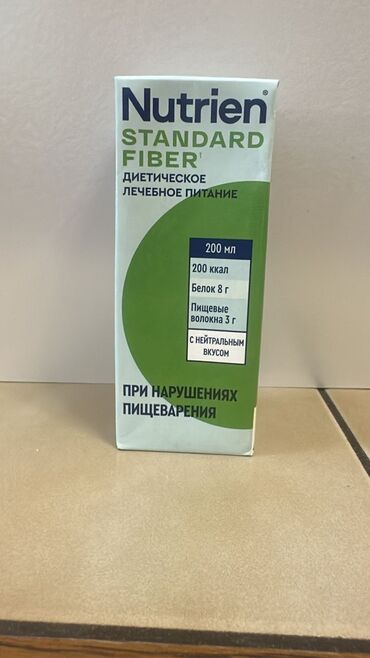 Nutrien®
STANDARD
FIBER
ДИЕТИЧЕСКОЕ
ЛЕЧЕБНОЕ ПИТАНИЕ
200 мл
200 ккал
Белок 8 г
Пищевые
волокна 3 г
С НЕЙТРАЛЬНЫМ
ВКУСОМ
ПРИ НАРУШЕНИЯХ
ПИЩЕВАРЕНИЯ